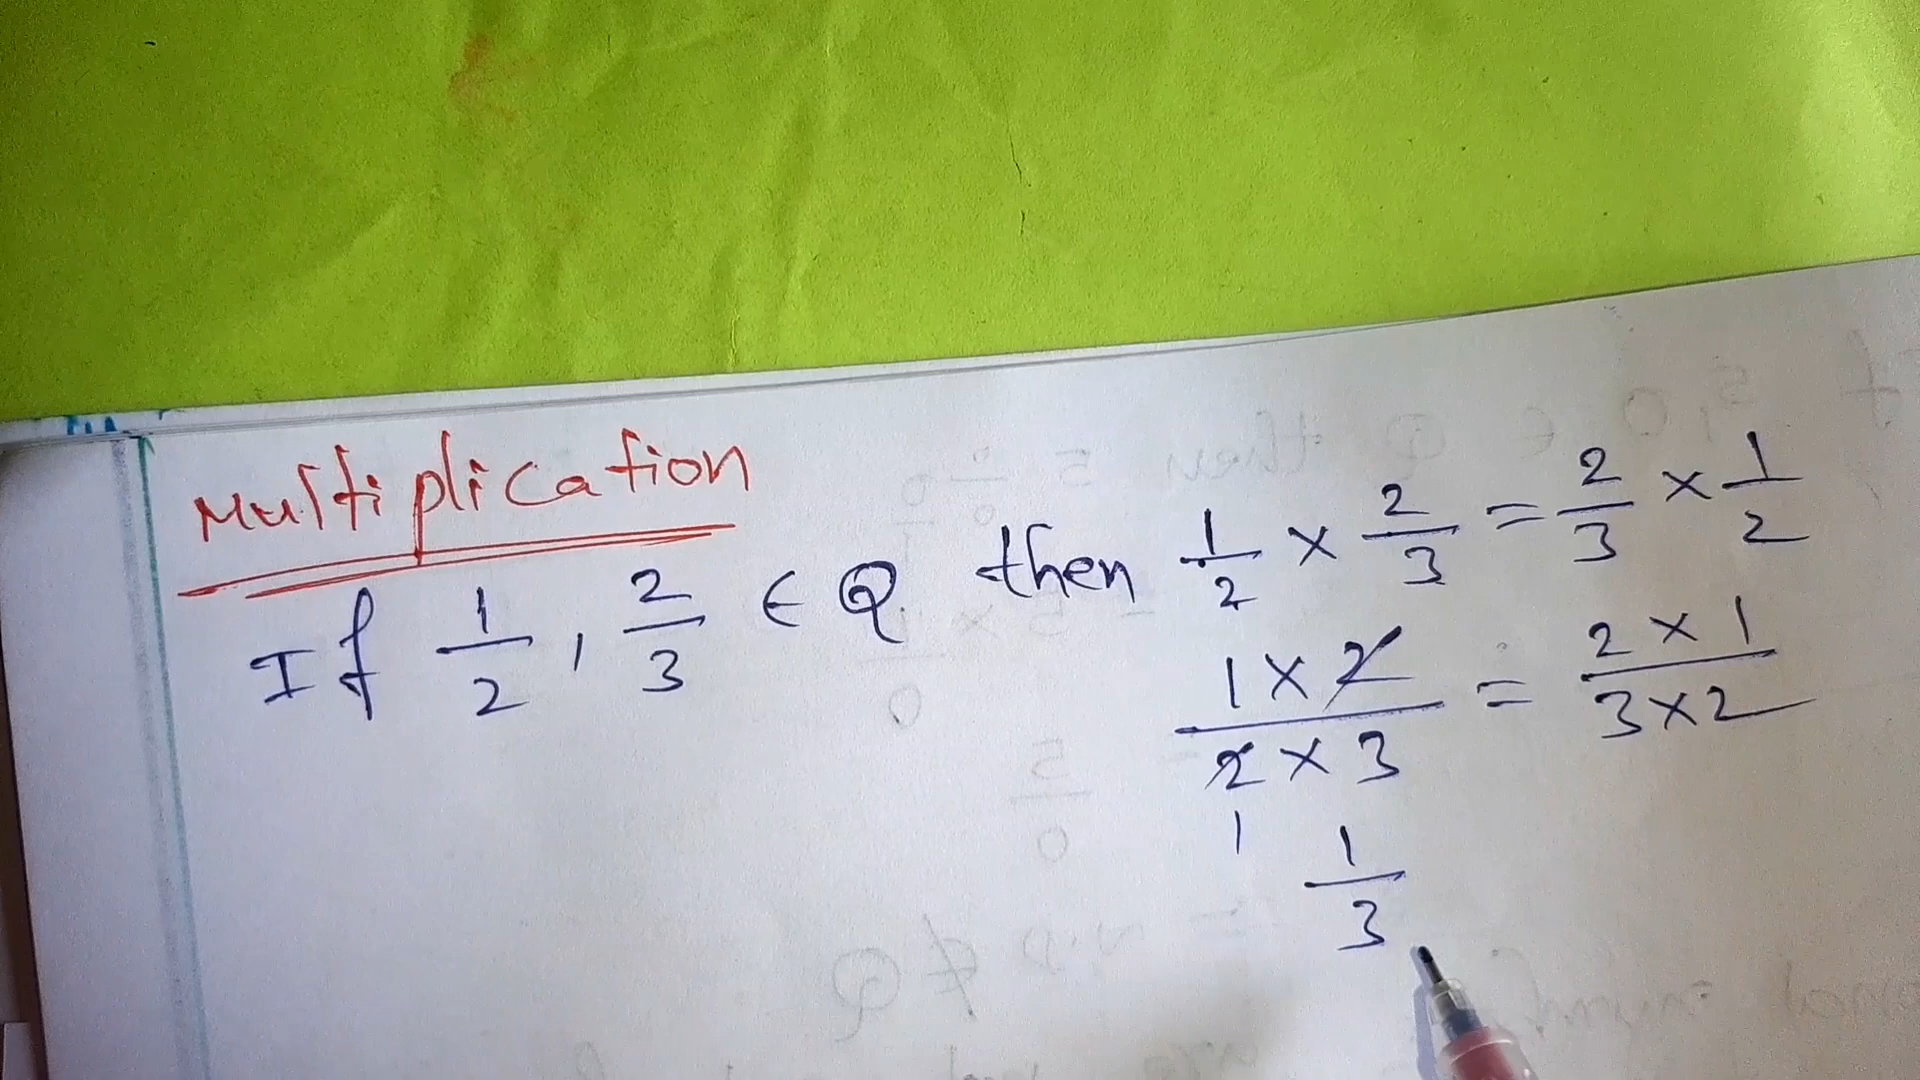 Multiplication
If 1/2, 2/3 ∈ Q then 1/2 × 2/3 = 2/3 × 1/2
1×2/2×3 = 2×1/3×2
1
1/3